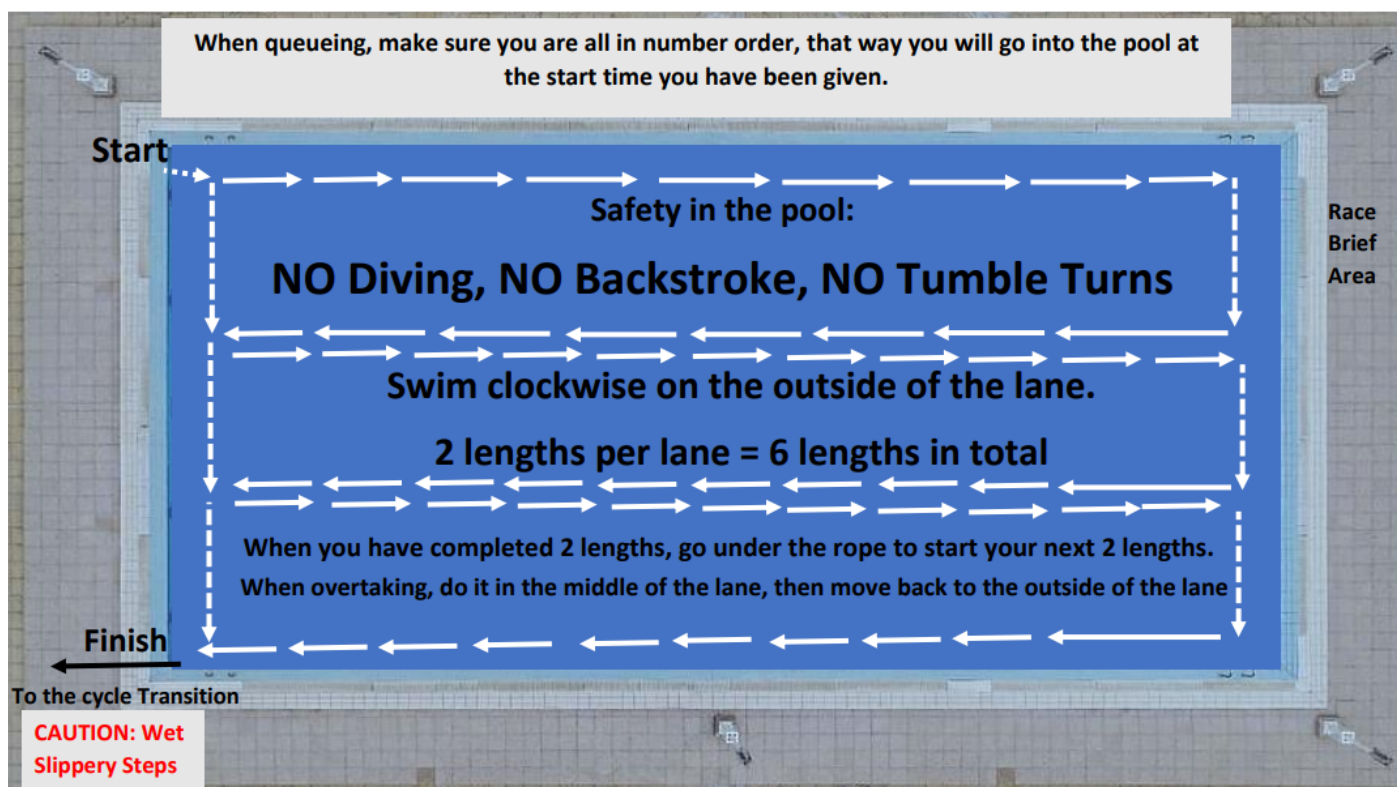 When queueing, make sure you are all in number order, that way you will go into the pool at
the start time you have been given.
Start
Safety in the pool:
Race
Brief
Area
NO Diving, NO Backstroke, NO Tumble Turns
Swim clockwise on the outside of the lane.
2 lengths per lane = 6 lengths in total
When you have completed 2 lengths, go under the rope to start your next 2 lengths.
When overtaking, do it in the middle of the lane, then move back to the outside of the lane
Finish
To the cycle Transition
CAUTION: Wet
Slippery Steps